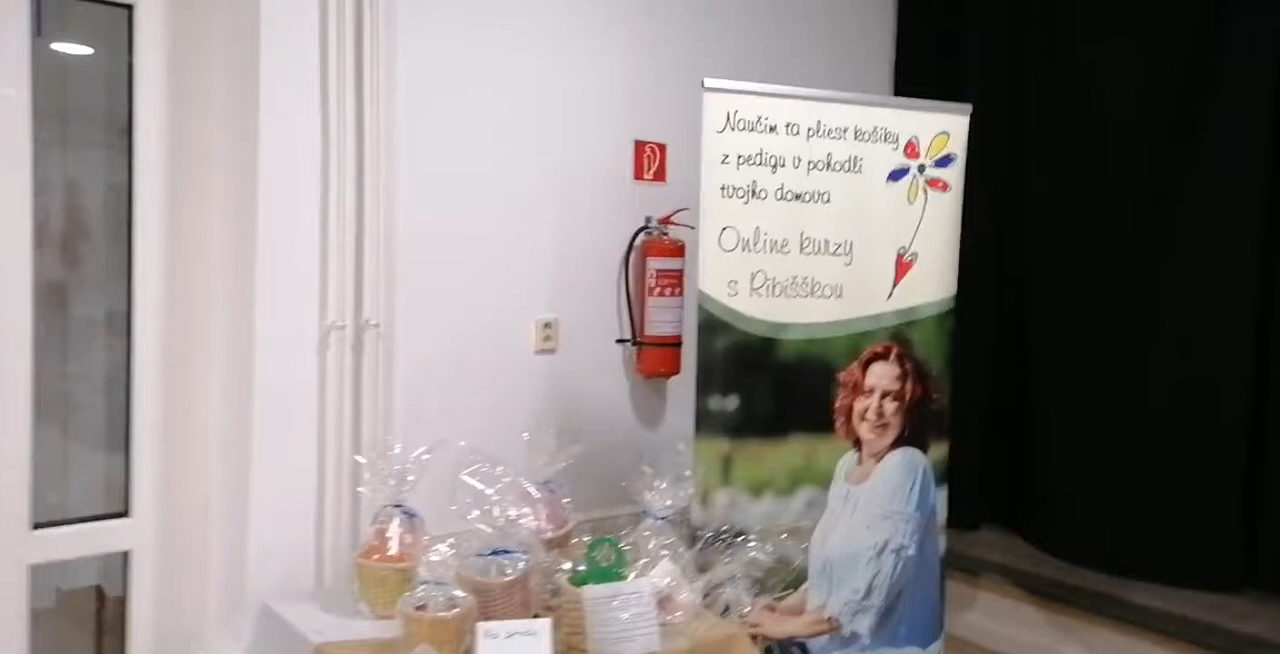 Naučím ťa pliesť košíky
z pedigu v pohodlí
tvojho domova
Online kurzy
s Ribišškou